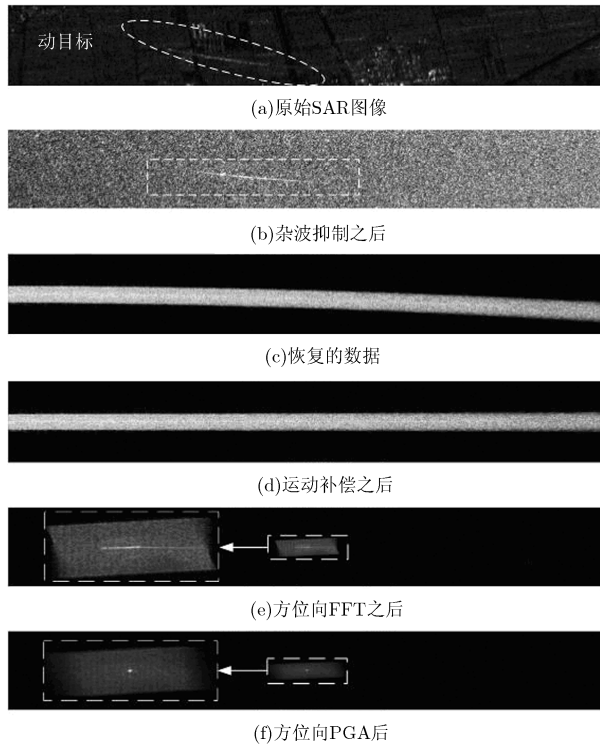 动目标
(a)原始SAR图像
(b)杂波抑制之后
(c)恢复的数据
(d)运动补偿之后
(e)方位向FFT之后
(f)方位向PGA后